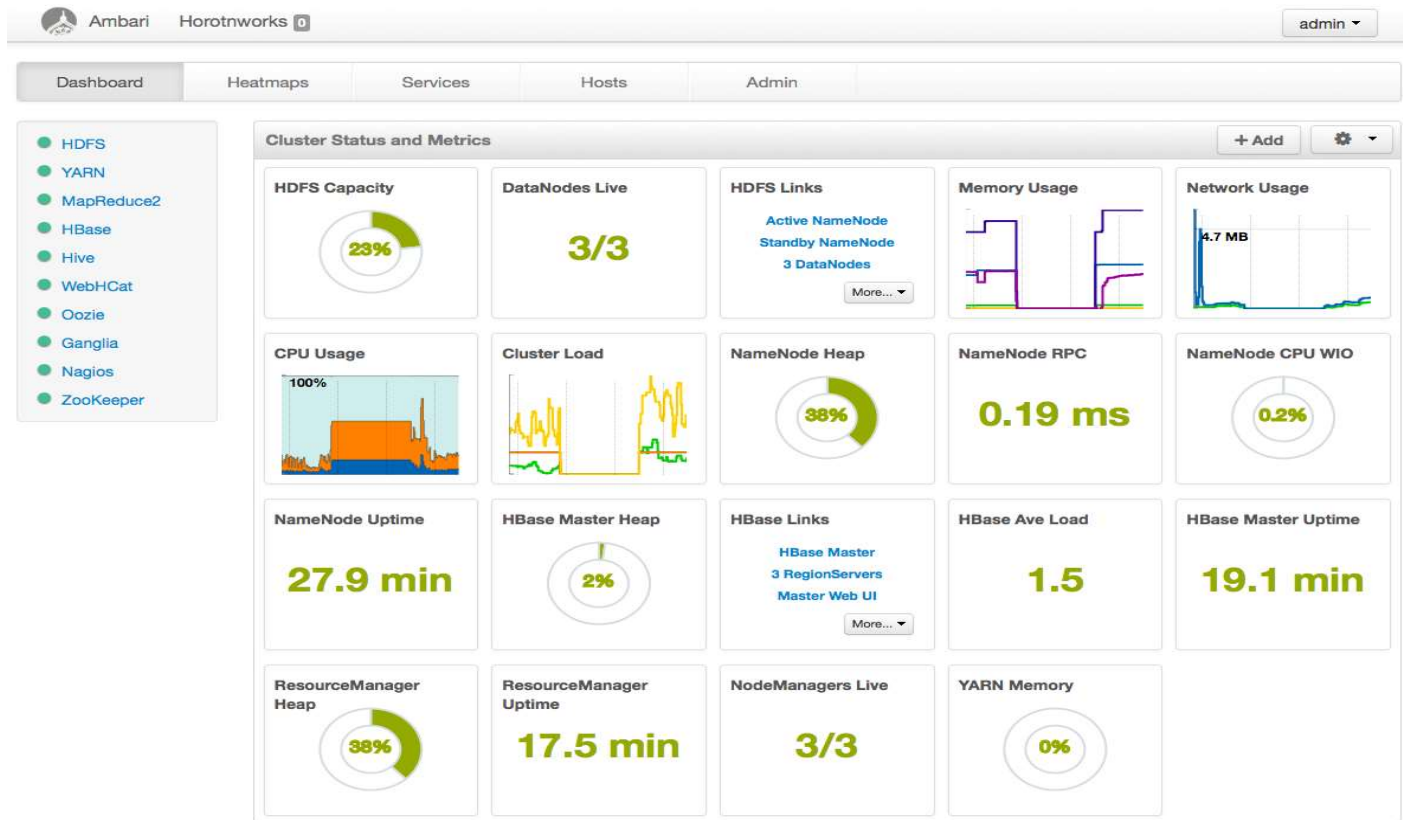 Ambari Horotnworks 0 admin
Dashboard Heatmaps Services Hosts Admin
HDFS
YARN
MapReduce2
HBase
Hive
WebHCat
Oozie
Ganglia
Nagios
ZooKeeper
Cluster Status and Metrics + Add
HDFS Capacity
23%
DataNodes Live
3/3
HDFS Links
Active NameNode
Standby NameNode
3 DataNodes
More...
Memory Usage
Network Usage
4.7 MB
CPU Usage
100%
Cluster Load
NameNode Heap
38%
NameNode RPC
0.19 ms
NameNode CPU WIO
0.2%
NameNode Uptime
27.9 min
HBase Master Heap
2%
HBase Links
HBase Master
3 RegionServers
Master Web UI
More...
HBase Ave Load
1.5
HBase Master Uptime
19.1 min
ResourceManager
Heap
38%
ResourceManager
Uptime
17.5 min
NodeManagers Live
3/3
YARN Memory
0%